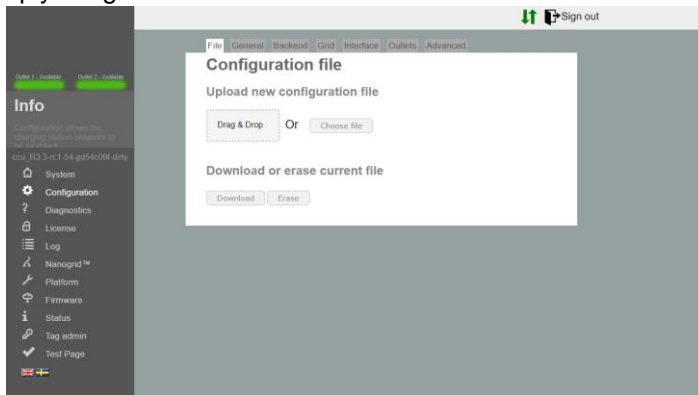 Sign out
File General Backend Grid Interface Outlets Advanced
Configuration file
Upload new configuration file
Drag & Drop Or Choose file
Download or erase current file
Download Erase
Outlet 1 - Available Outlet 2 - Available
Info
Configuration allows the
charging station behavior to
be modified
ccu_R3.3-rc1-54-gd54c09f-dirty
System
Configuration
Diagnostics
License
Log
Nanogrid™
Platform
Firmware
Status
Tag admin
Test Page